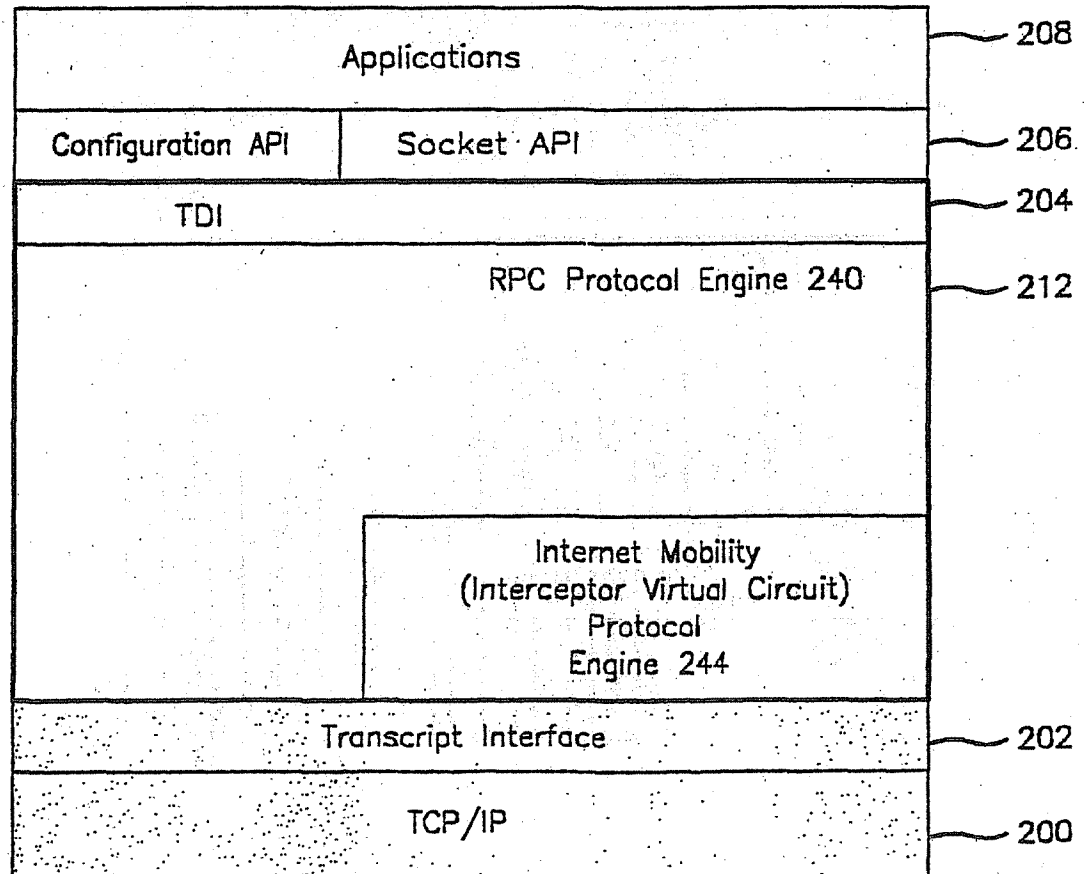 Applications
208
Configuration API
Socket API
206
TDI
204
RPC Protocol Engine 240
212
Internet Mobility
(Interceptor Virtual Circuit)
Protocol
Engine 244
Transcript Interface
202
TCP/IP
200